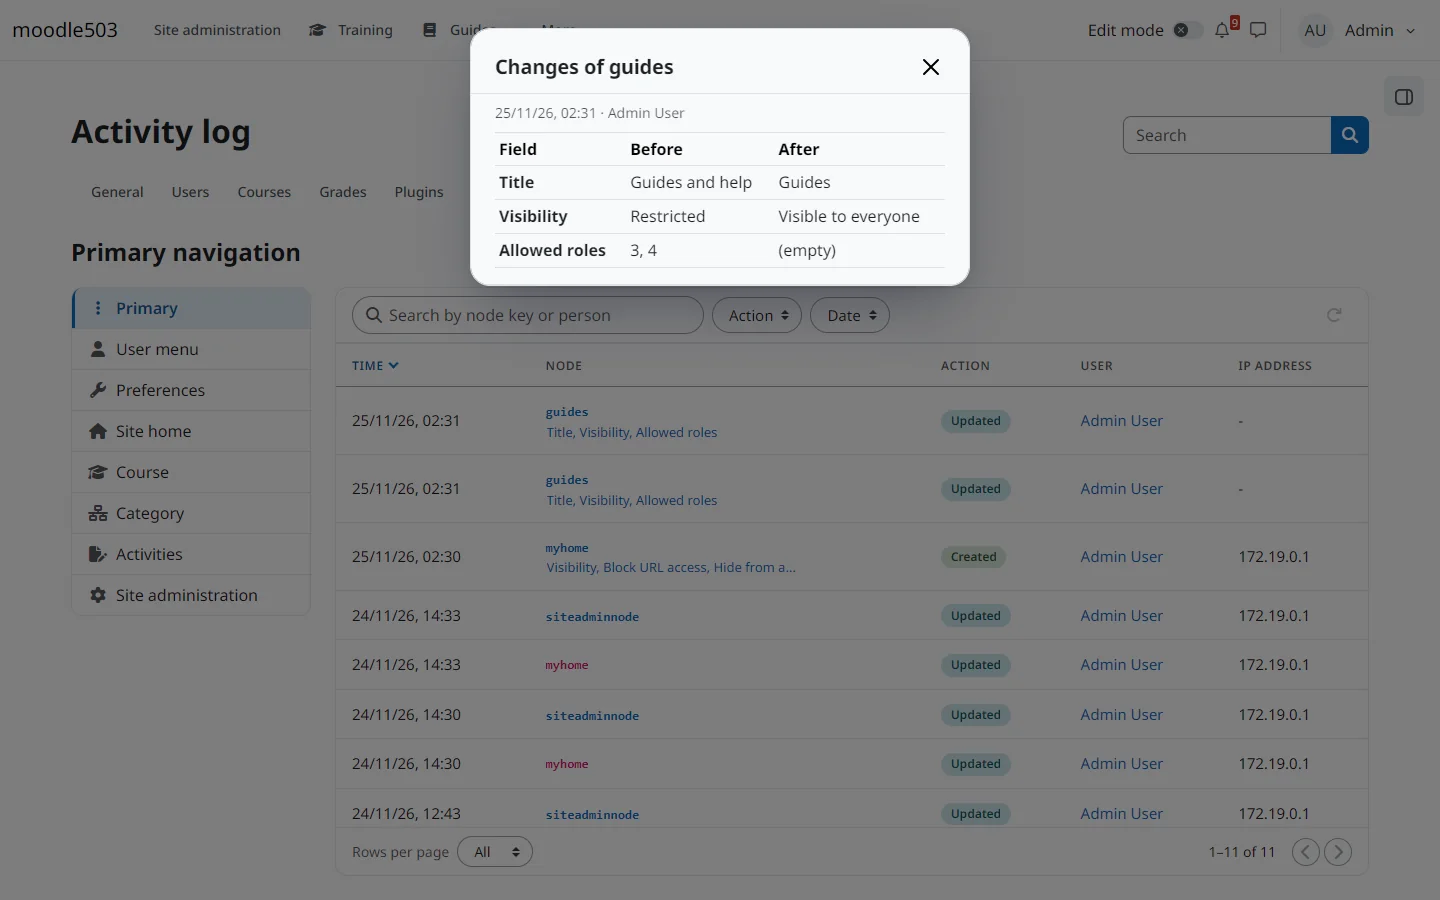 moodle503
Site administration
Training
Edit mode
9
AU
Admin
Changes of guides
25/11/26, 02:31 · Admin User
Field Before After
Title Guides and help Guides
Visibility Restricted Visible to everyone
Allowed roles 3, 4 (empty)
Activity log
Search
General Users Courses Grades Plugins
Primary navigation
Primary
User menu
Preferences
Site home
Course
Category
Activities
Site administration
Search by node key or person
Action
Date
TIME NODE ACTION USER IP ADDRESS
25/11/26, 02:31 guides Updated Admin User -
Title, Visibility, Allowed roles
25/11/26, 02:31 guides Updated Admin User -
Title, Visibility, Allowed roles
25/11/26, 02:30 myhome Created Admin User 172.19.0.1
Visibility, Block URL access, Hide from a...
24/11/26, 14:33 siteadminnode Updated Admin User 172.19.0.1
24/11/26, 14:33 myhome Updated Admin User 172.19.0.1
24/11/26, 14:30 siteadminnode Updated Admin User 172.19.0.1
24/11/26, 14:30 myhome Updated Admin User 172.19.0.1
24/11/26, 12:43 siteadminnode Updated Admin User 172.19.0.1
Rows per page All 1–11 of 11